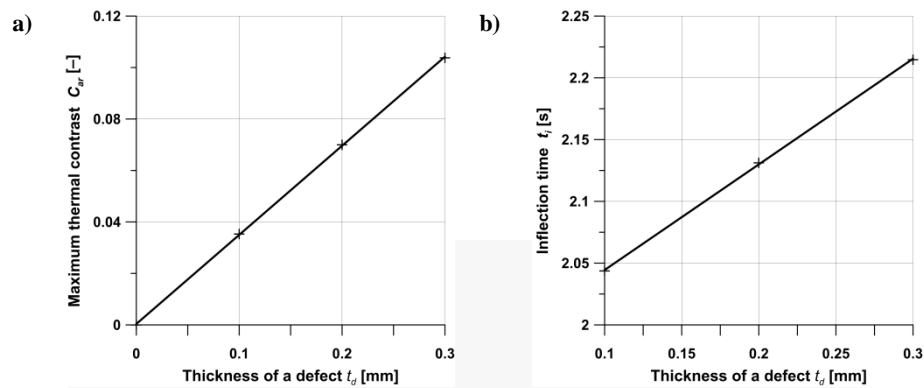 a)
Maximum thermal contrast C_ar [–]
0.12
0.08
0.04
0
0 0.1 0.2 0.3
Thickness of a defect t_d [mm]
b)
Inflection time t_i [s]
2.25
2.2
2.15
2.1
2.05
2
0.1 0.15 0.2 0.25 0.3
Thickness of a defect t_d [mm]